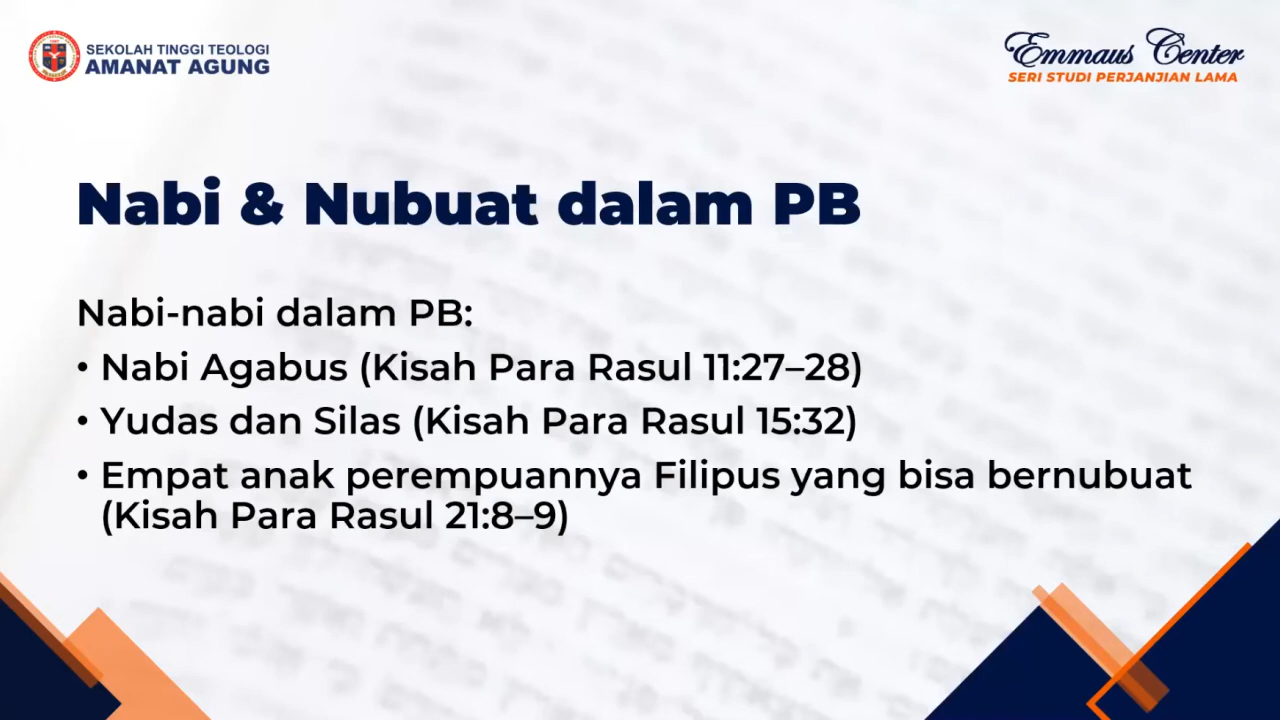 SEKOLAH TINGGI TEOLOGI
AMANAT AGUNG
Emmaus Center
SERI STUDI PERJANJIAN LAMA
Nabi & Nubuat dalam PB
Nabi-nabi dalam PB:
• Nabi Agabus (Kisah Para Rasul 11:27–28)
• Yudas dan Silas (Kisah Para Rasul 15:32)
• Empat anak perempuannya Filipus yang bisa bernubuat
(Kisah Para Rasul 21:8–9)